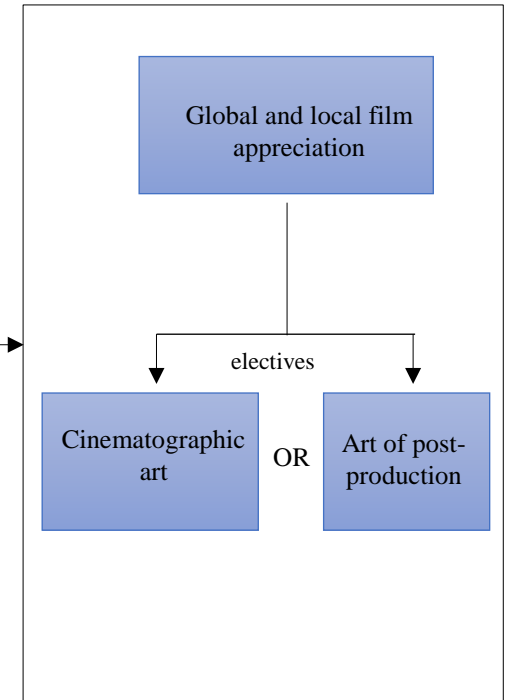 Global and local film
appreciation
electives
Cinematographic
art
OR
Art of post-
production